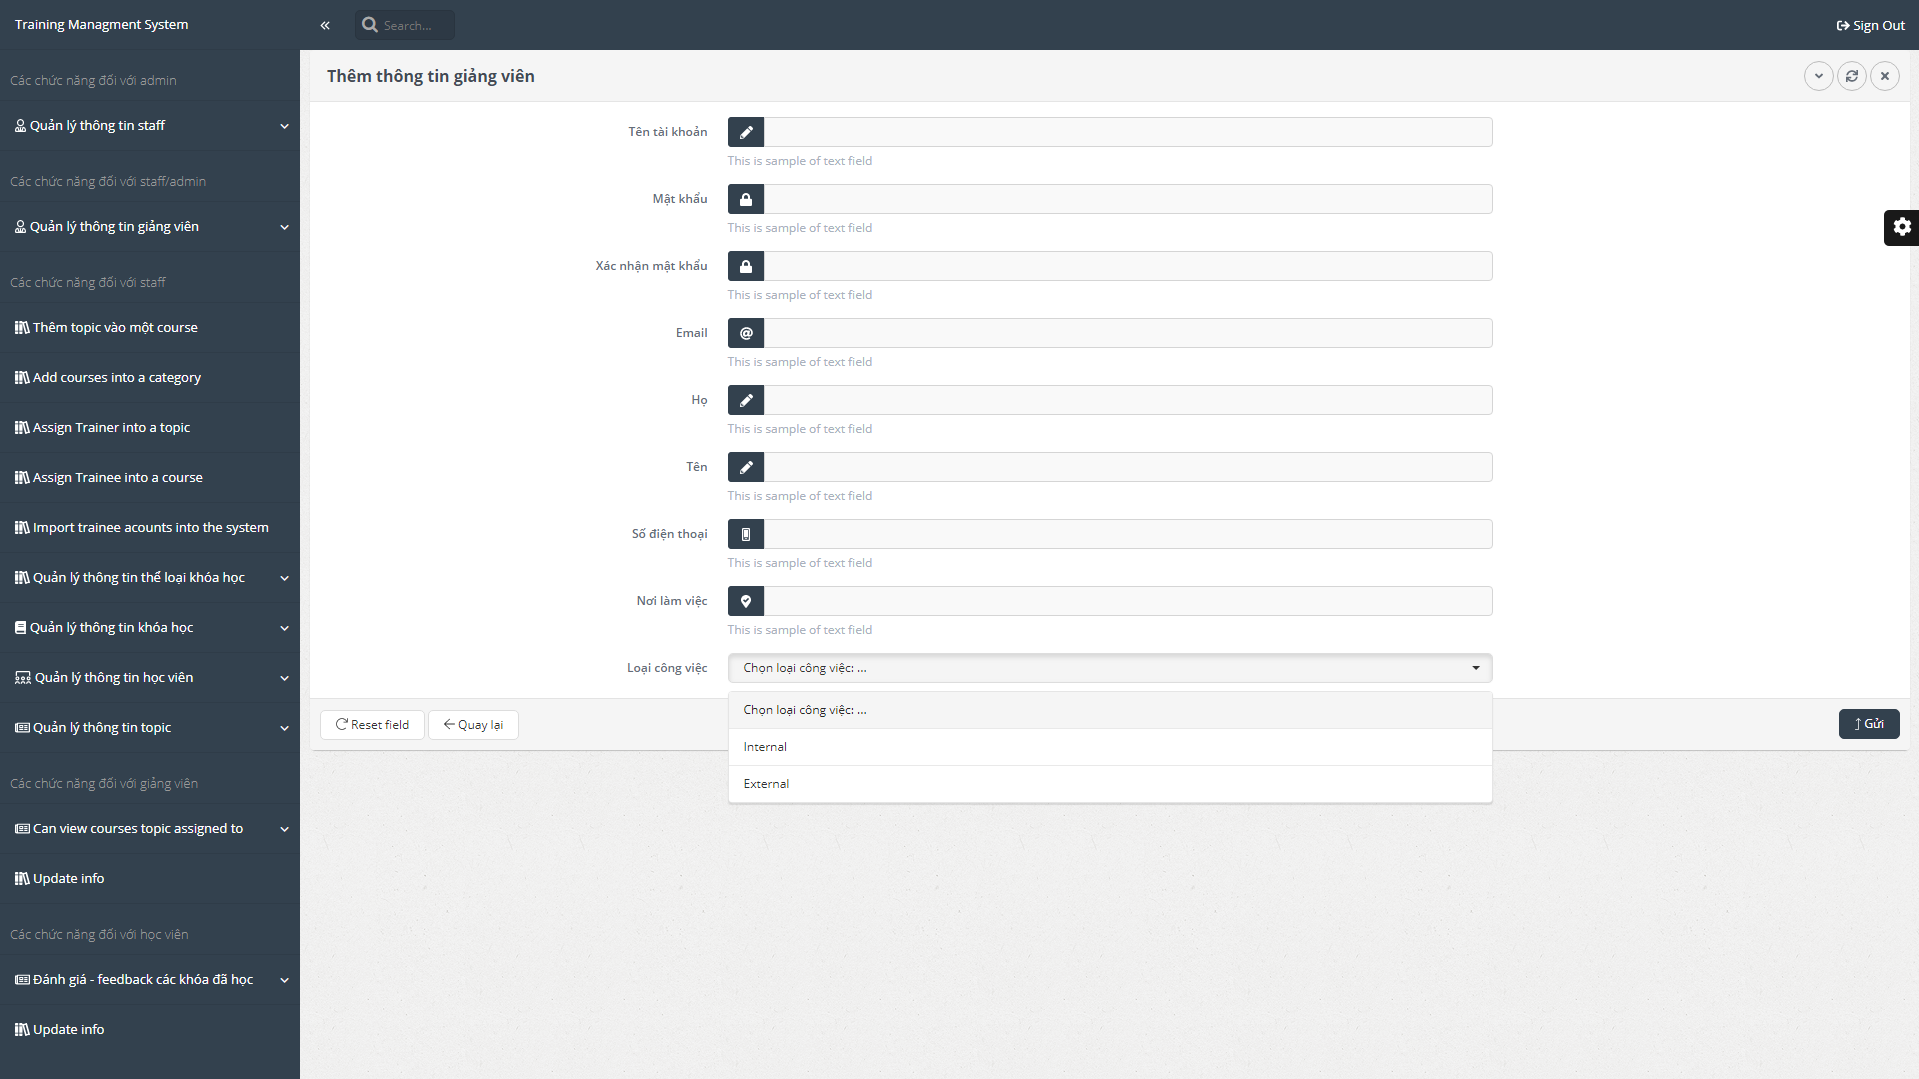 Training Managment System
Search...
Sign Out
Các chức năng đối với admin
Quản lý thông tin staff
Các chức năng đối với staff/admin
Quản lý thông tin giảng viên
Các chức năng đối với staff
Thêm topic vào một course
Add courses into a category
Assign Trainer into a topic
Assign Trainee into a course
Import trainee acounts into the system
Quản lý thông tin thể loại khóa học
Quản lý thông tin khóa học
Quản lý thông tin học viên
Quản lý thông tin topic
Các chức năng đối với giảng viên
Can view courses topic assigned to
Update info
Các chức năng đối với học viên
Đánh giá - feedback các khóa đã học
Update info
Thêm thông tin giảng viên
Tên tài khoản
This is sample of text field
Mật khẩu
This is sample of text field
Xác nhận mật khẩu
This is sample of text field
Email
This is sample of text field
Họ
This is sample of text field
Tên
This is sample of text field
Số điện thoại
This is sample of text field
Nơi làm việc
This is sample of text field
Loại công việc
Chọn loại công việc: ...
Chọn loại công việc: ...
Internal
External
Reset field
Quay lại
Gửi